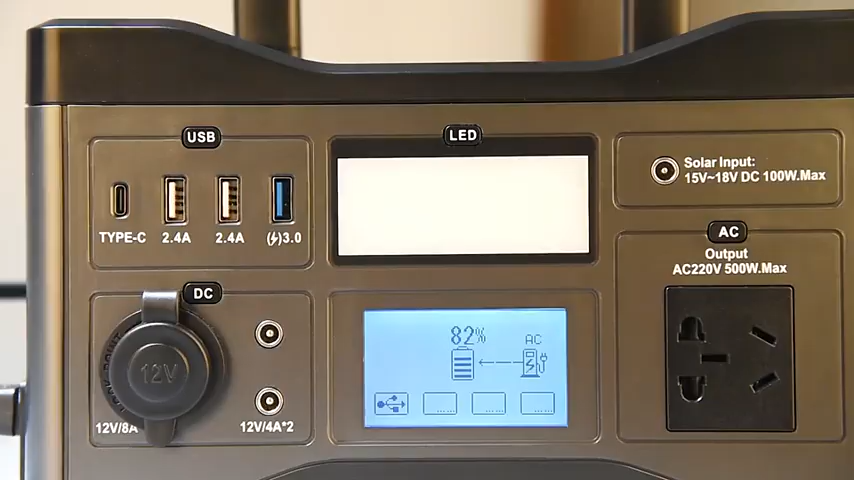 USB
LED
Solar Input:
15V~18V DC 100W.Max
TYPE-C
2.4A
2.4A
3.0
AC
Output
AC220V 500W.Max
DC
12V
12V/8A
12V/4A*2
82%
AC